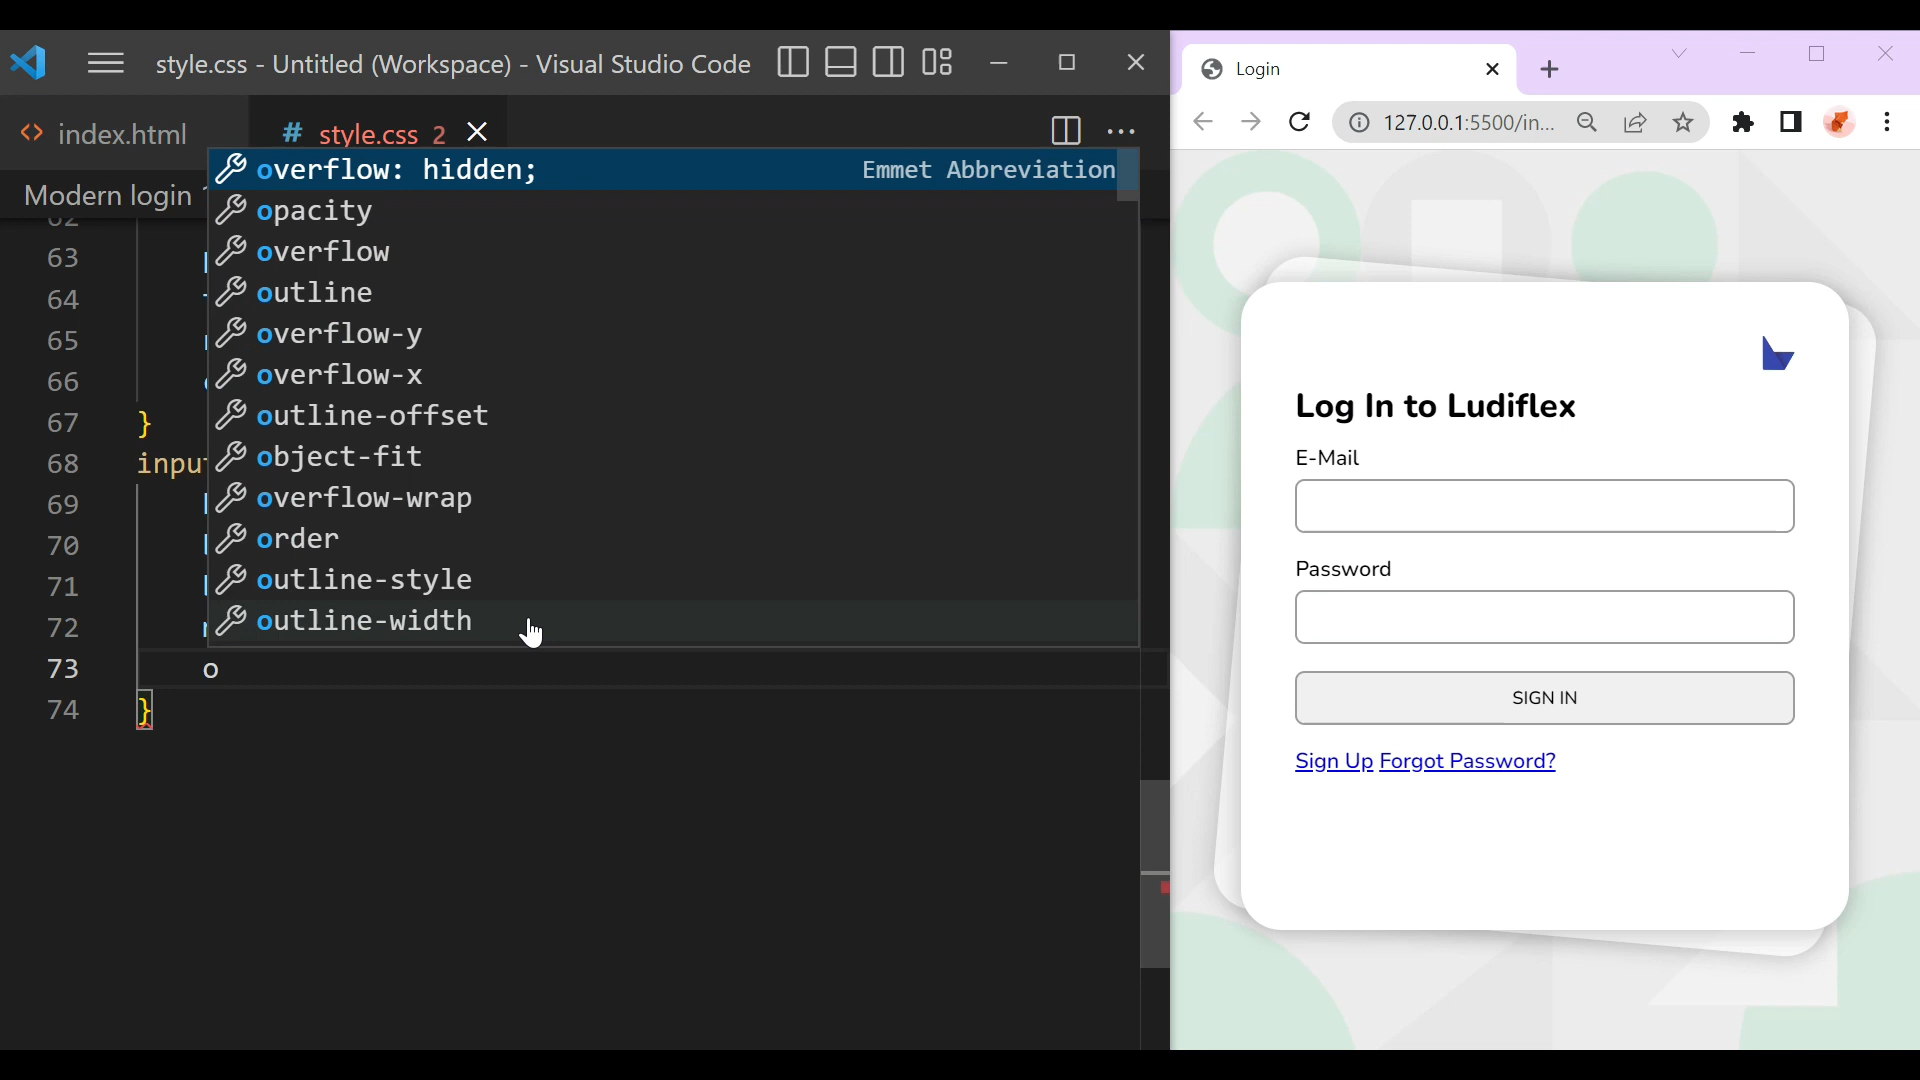 style.css - Untitled (Workspace) - Visual Studio Code
index.html
# style.css 2
Modern login
overflow: hidden; Emmet Abbreviation
opacity
overflow
outline
overflow-y
overflow-x
outline-offset
object-fit
overflow-wrap
order
outline-style
outline-width
62
63
64
65
66
67 }
68 input
69
70
71
72
73 o
74 }
Login
127.0.0.1:5500/in...
Log In to Ludiflex
E-Mail
Password
SIGN IN
Sign Up Forgot Password?